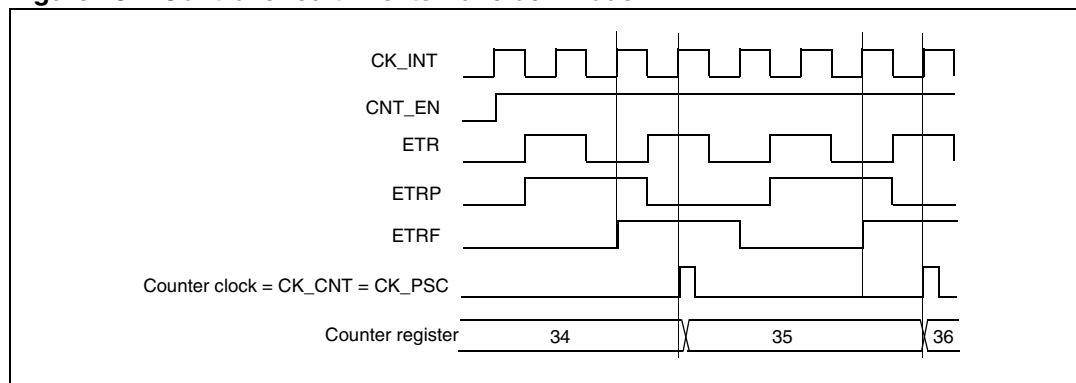 CK_INT
CNT_EN
ETR
ETRP
ETRF
Counter clock = CK_CNT = CK_PSC
Counter register 34 35 36